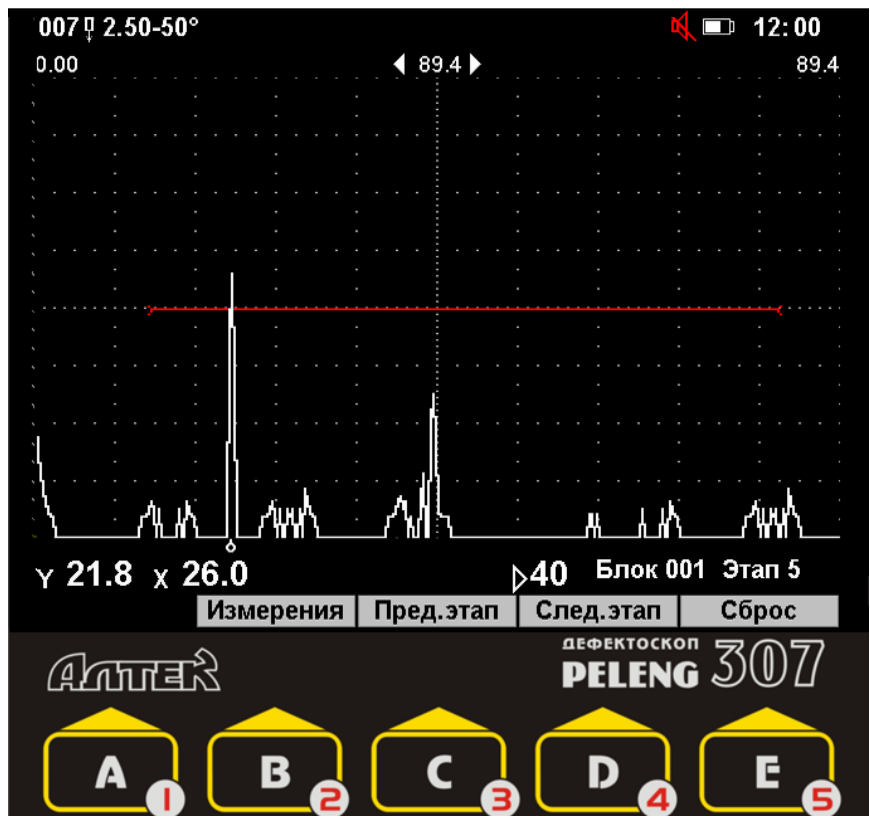 007 2.50-50° 12:00
0.00 89.4 89.4
Y 21.8 X 26.0 40 Блок 001 Этап 5
Измерения Пред.этап След.этап Сброс
АЛТЕК ДЕФЕКТОСКОП PELENG 307
A B C D E
1 2 3 4 5